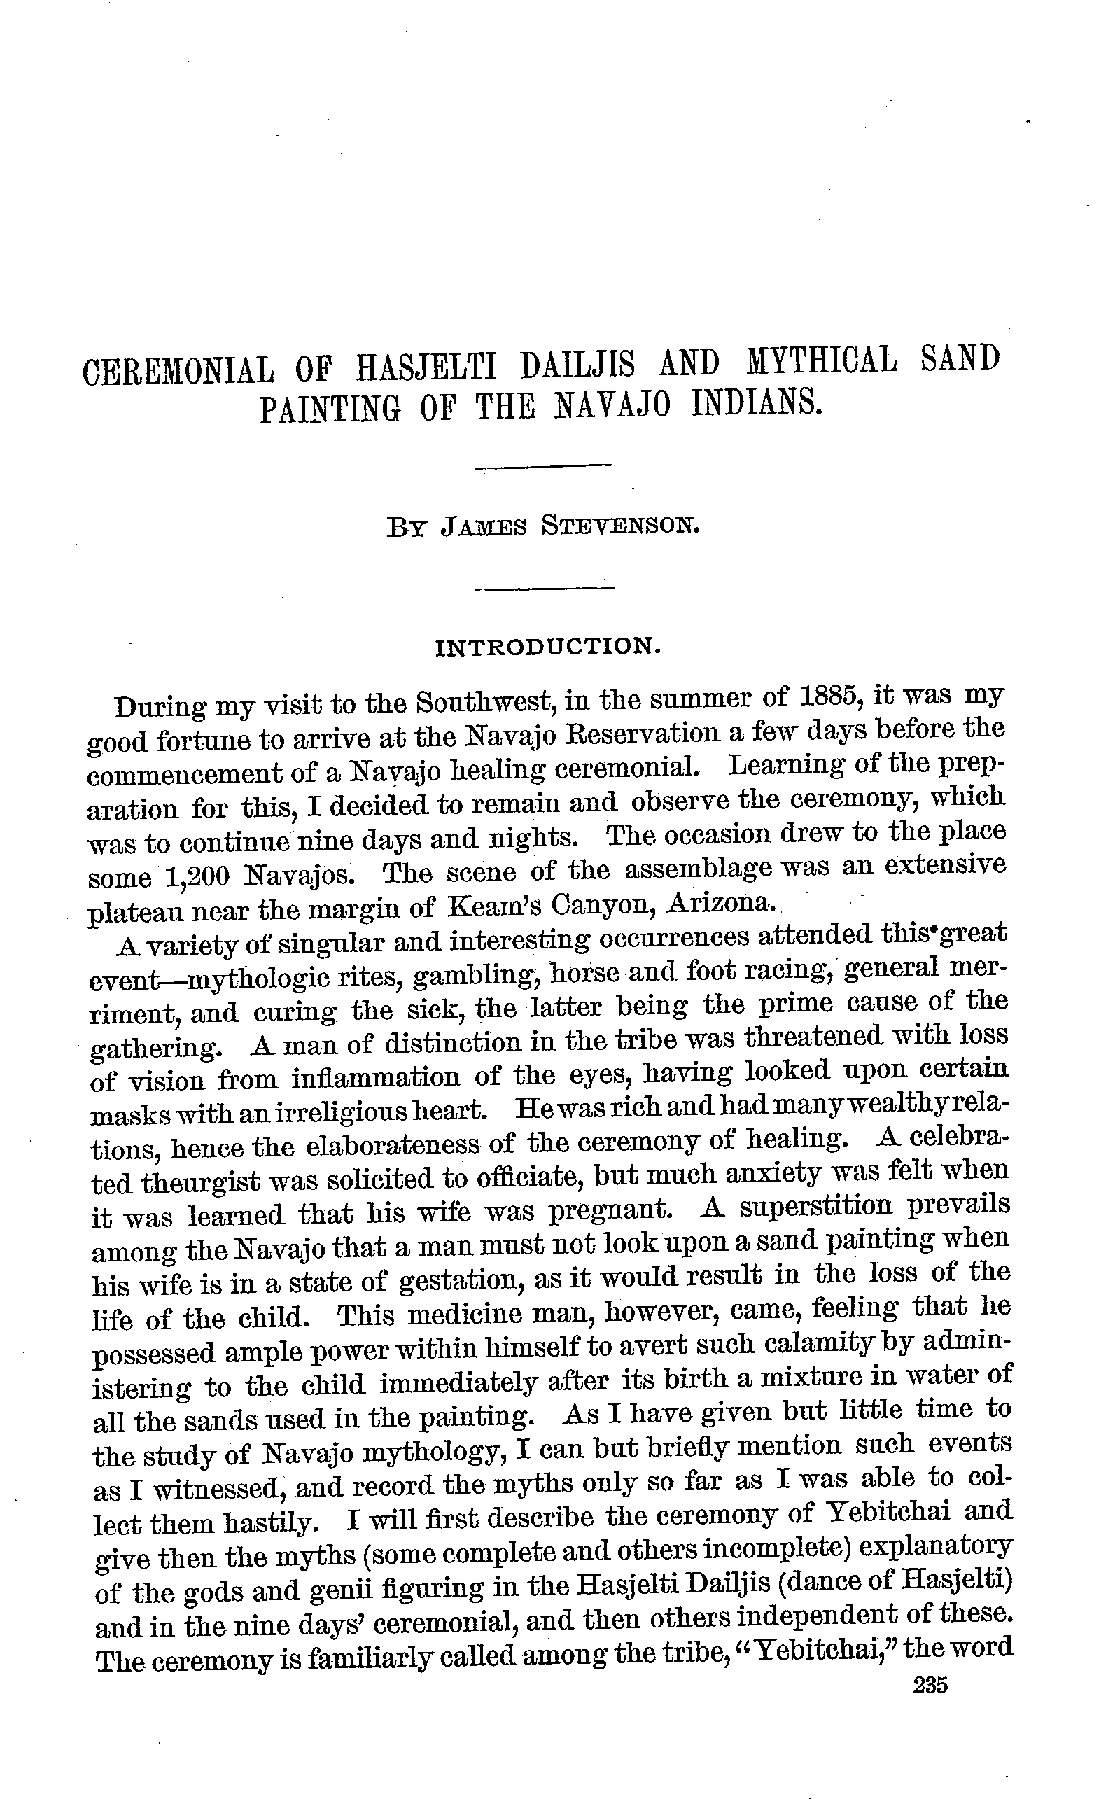 CEREMONIAL OF HASJELTI DAILJIS AND MYTHICAL SAND
PAINTING OF THE NAVAJO INDIANS.
BY JAMES STEVENSON.
INTRODUCTION.
During my visit to the Southwest, in the summer of 1885, it was my
good fortune to arrive at the Navajo Reservation a few days before the
commencement of a Navajo healing ceremonial. Learning of the prep-
aration for this, I decided to remain and observe the ceremony, which
was to continue nine days and nights. The occasion drew to the place
some 1,200 Navajos. The scene of the assemblage was an extensive
plateau near the margin of Keam's Canyon, Arizona.
A variety of singular and interesting occurrences attended this great
event—mythologic rites, gambling, horse and foot racing, general mer-
riment, and curing the sick, the latter being the prime cause of the
gathering. A man of distinction in the tribe was threatened with loss
of vision from inflammation of the eyes, having looked upon certain
masks with an irreligious heart. He was rich and had many wealthy rela-
tions, hence the elaborateness of the ceremony of healing. A celebra-
ted theurgist was solicited to officiate, but much anxiety was felt when
it was learned that his wife was pregnant. A superstition prevails
among the Navajo that a man must not look upon a sand painting when
his wife is in a state of gestation, as it would result in the loss of the
life of the child. This medicine man, however, came, feeling that he
possessed ample power within himself to avert such calamity by admin-
istering to the child immediately after its birth a mixture in water of
all the sands used in the painting. As I have given but little time to
the study of Navajo mythology, I can but briefly mention such events
as I witnessed, and record the myths only so far as I was able to col-
lect them hastily. I will first describe the ceremony of Yebitchai and
give then the myths (some complete and others incomplete) explanatory
of the gods and genii figuring in the Hasjelti Dailjis (dance of Hasjelti)
and in the nine days' ceremonial, and then others independent of these.
The ceremony is familiarly called among the tribe, "Yebitchai," the word
235